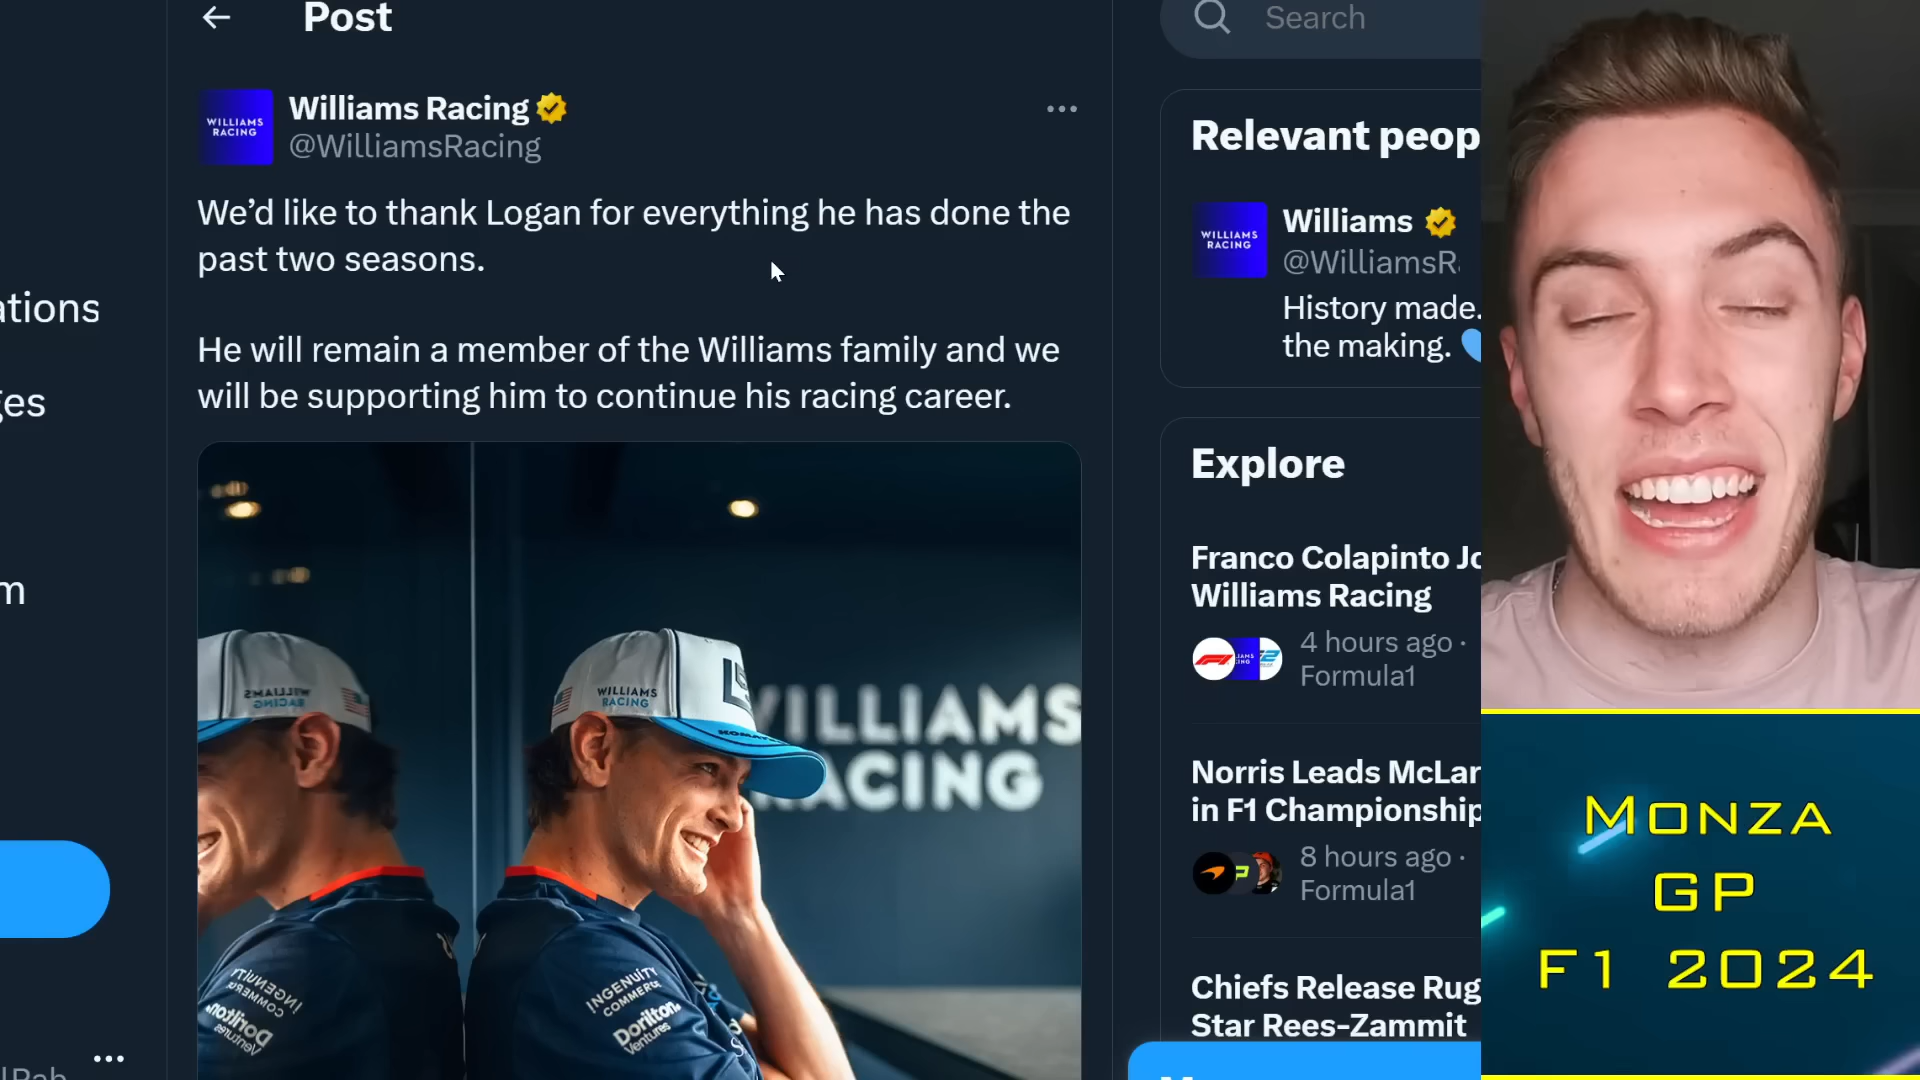 Post
Search
WILLIAMS
RACING
Williams Racing
@WilliamsRacing
We’d like to thank Logan for everything he has done the
past two seasons.
He will remain a member of the Williams family and we
will be supporting him to continue his racing career.
WILLIAMS
RACING
WILLIAMS
RACING
KOMATSU
INGENUITY
COMMERCE
Dorilton
Ventures
ations
ges
m
Relevant peop
WILLIAMS
RACING
Williams
@WilliamsR
History made.
the making.
Explore
Franco Colapinto Jo
Williams Racing
4 hours ago ·
Formula1
Norris Leads McLar
in F1 Championship
8 hours ago ·
Formula1
Chiefs Release Rug
Star Rees-Zammit
MONZA
GP
F1 2024